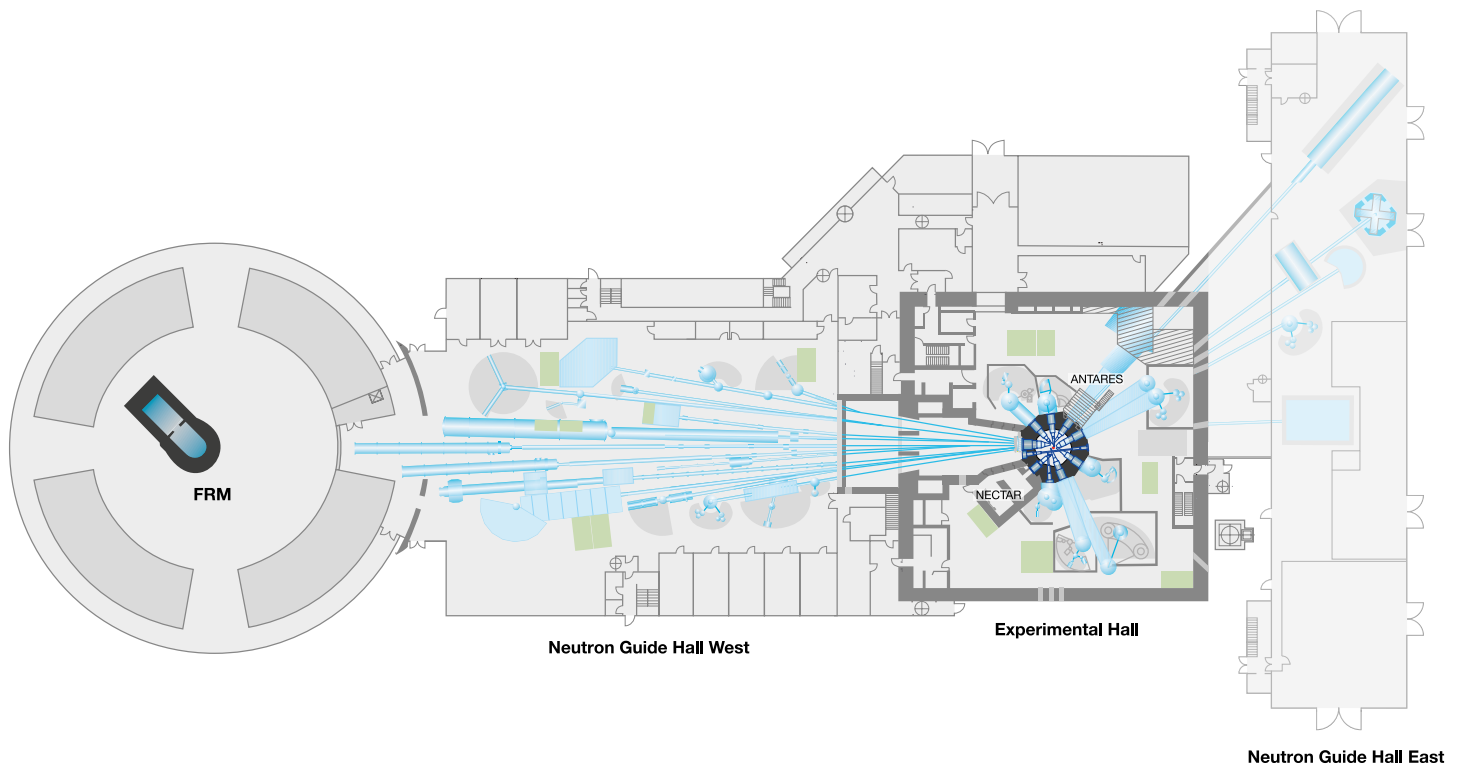 ANTARES
NECTAR
FRM
Experimental Hall
Neutron Guide Hall West
Neutron Guide Hall East